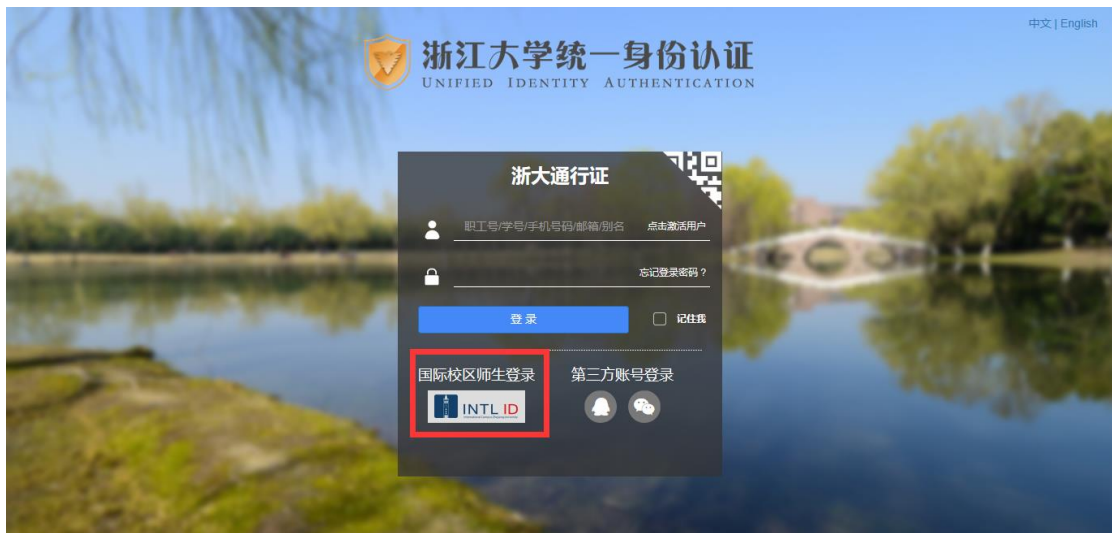 中文 | English
浙江大学统一身份认证
UNIFIED IDENTITY AUTHENTICATION
浙大通行证
职工号/学号/手机号码/邮箱/别名 点击激活用户
忘记登录密码？
登 录 记住我
国际校区师生登录 第三方账号登录
INTL ID